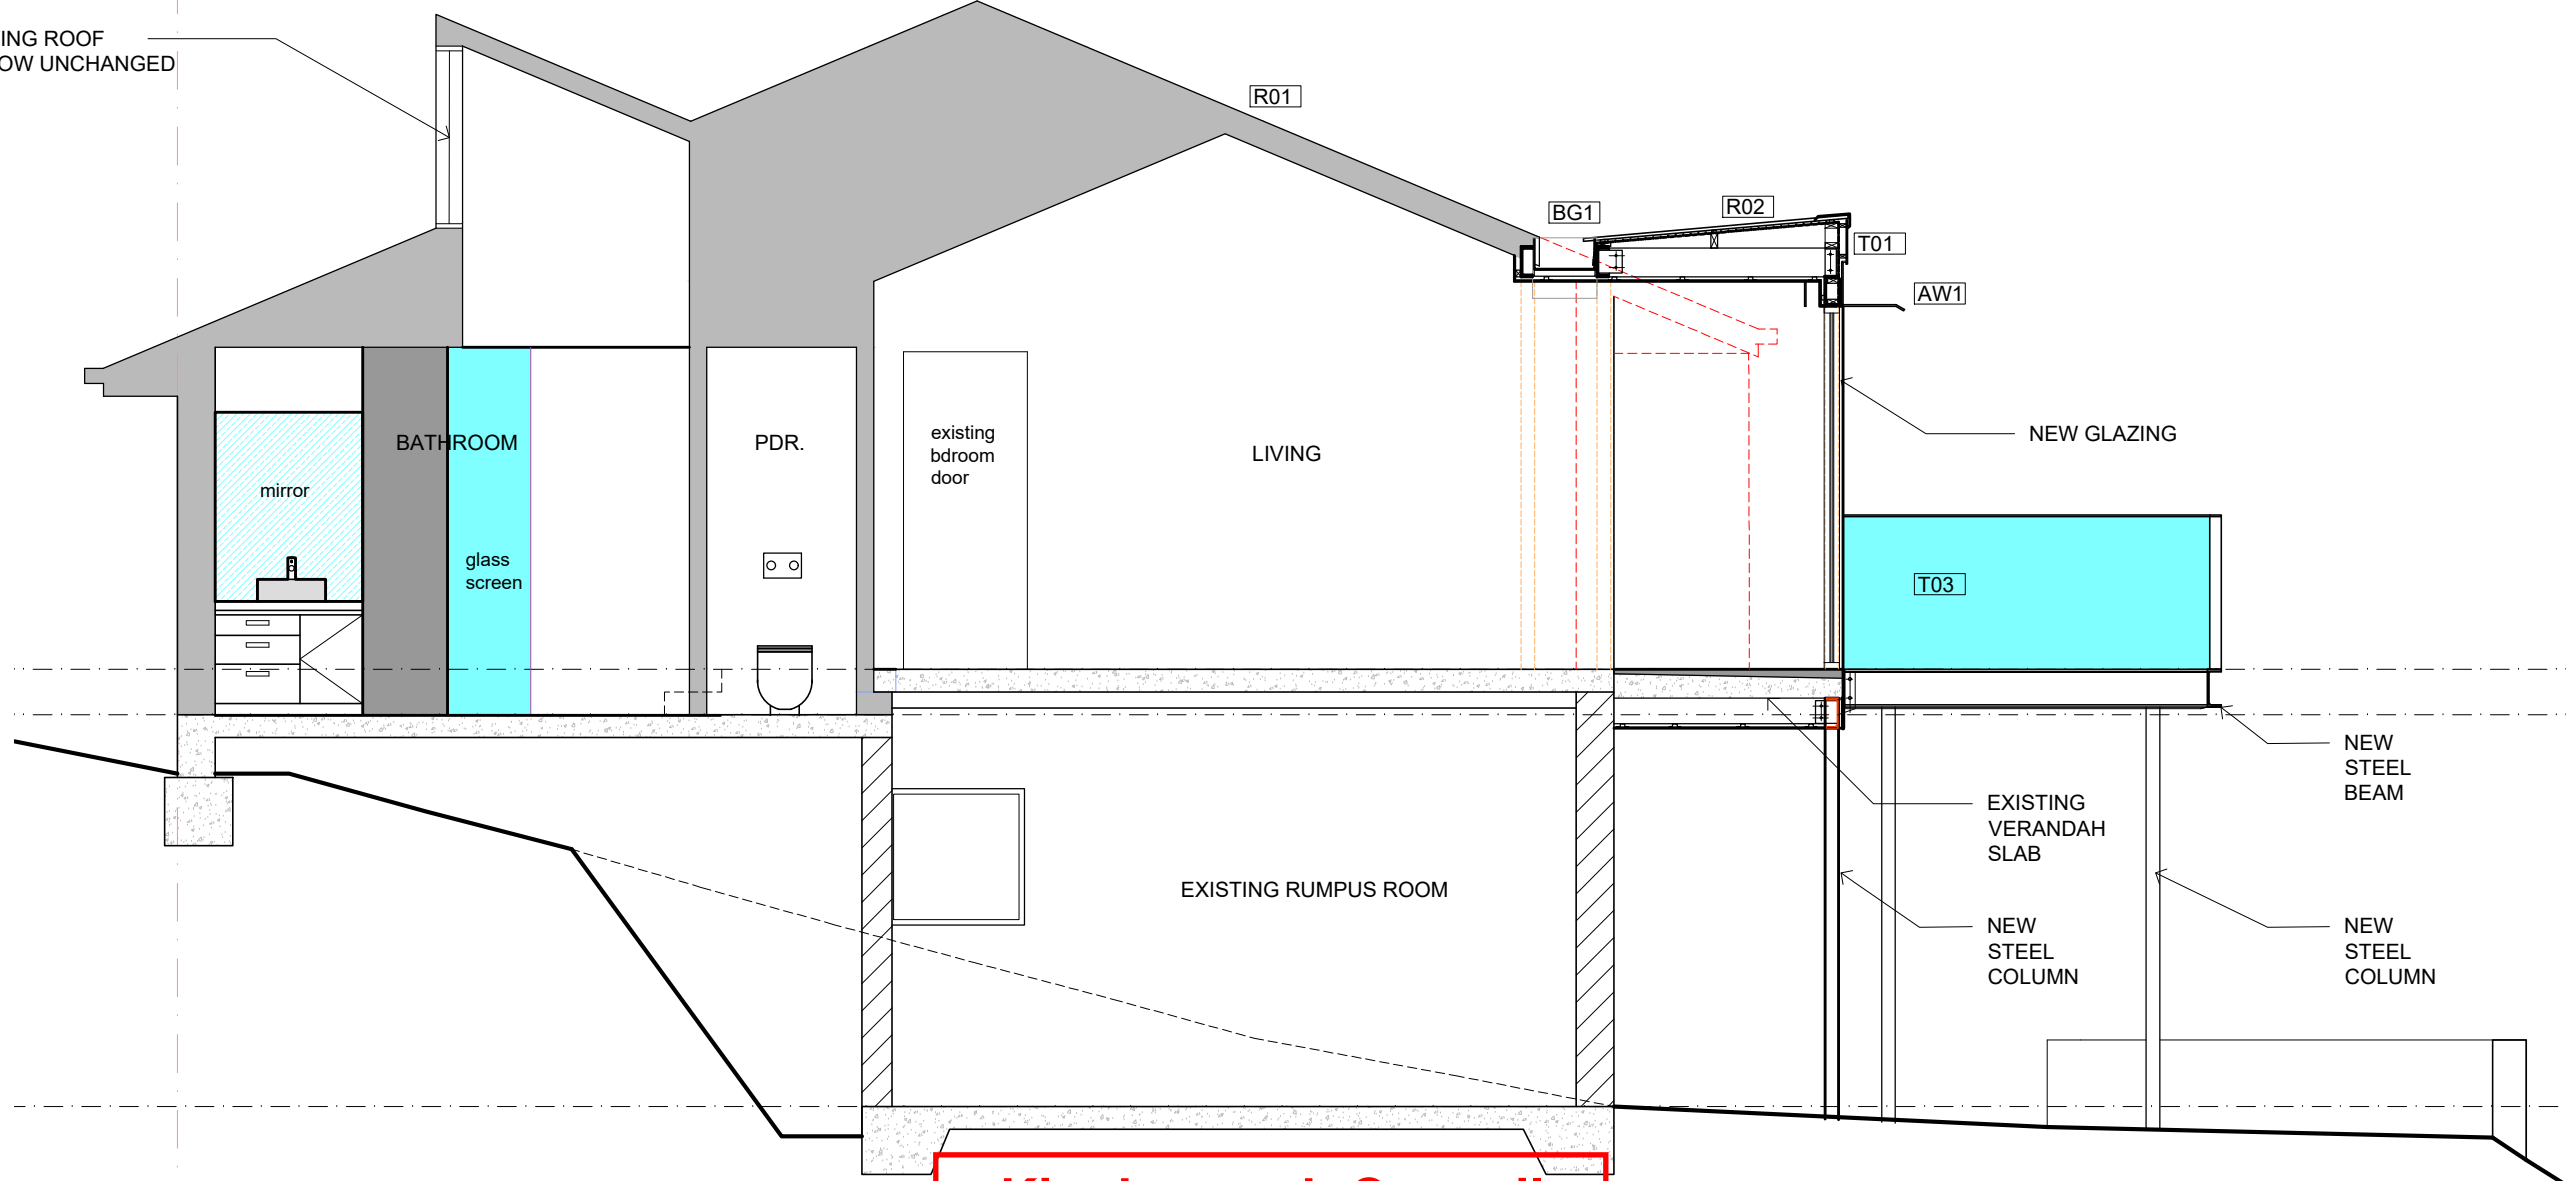 ING ROOF
OW UNCHANGED
R01
BG1
R02
T01
AW1
NEW GLAZING
BATHROOM
PDR.
existing
bdroom
door
LIVING
mirror
glass
screen
T03
NEW
STEEL
BEAM
EXISTING
VERANDAH
SLAB
EXISTING RUMPUS ROOM
NEW
STEEL
COLUMN
NEW
STEEL
COLUMN